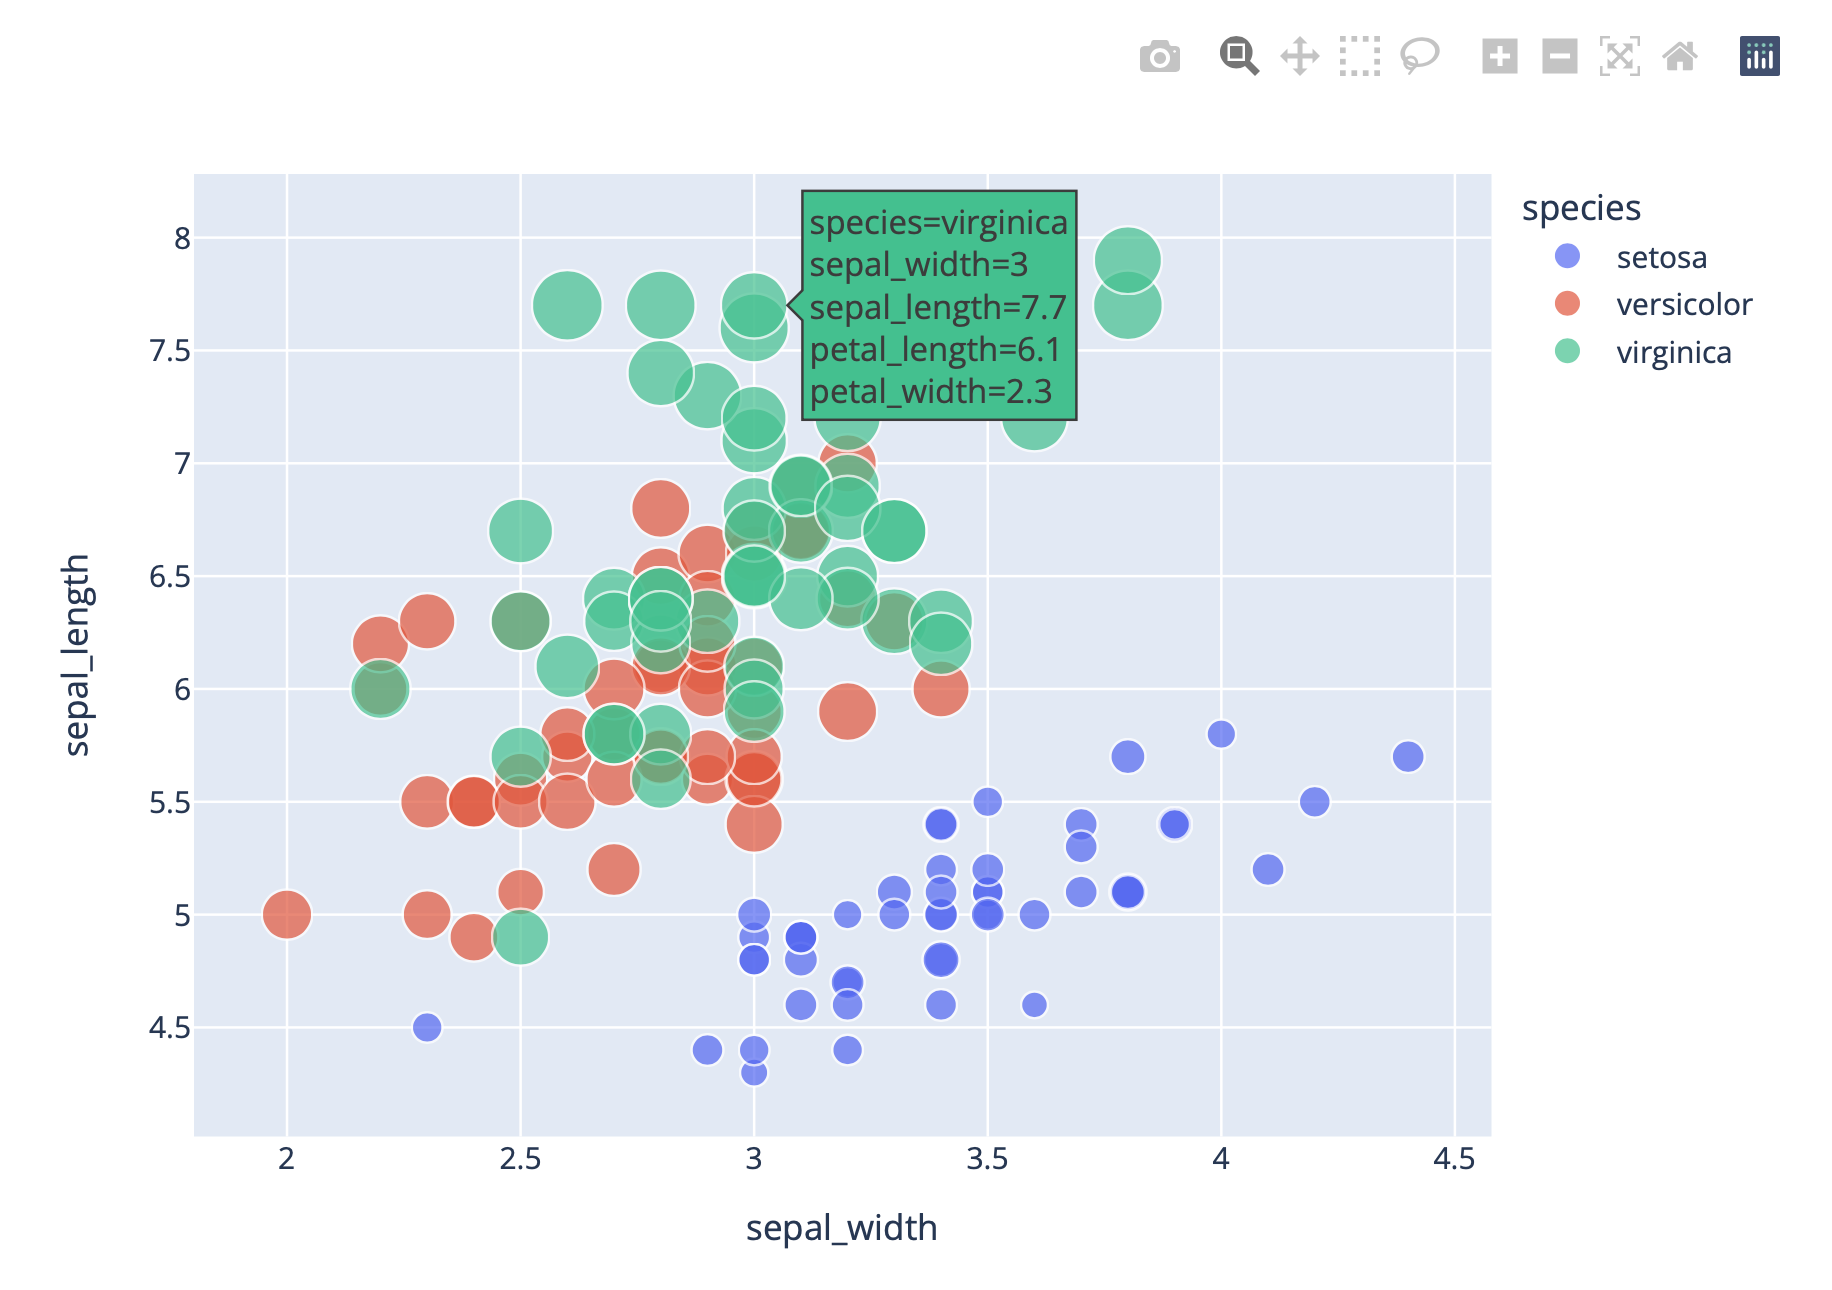 species=virginica
sepal_width=3
sepal_length=7.7
petal_length=6.1
petal_width=2.3
species
setosa
versicolor
virginica
8
7.5
7
6.5
6
5.5
5
4.5
sepal_length
2
2.5
3
3.5
4
4.5
sepal_width